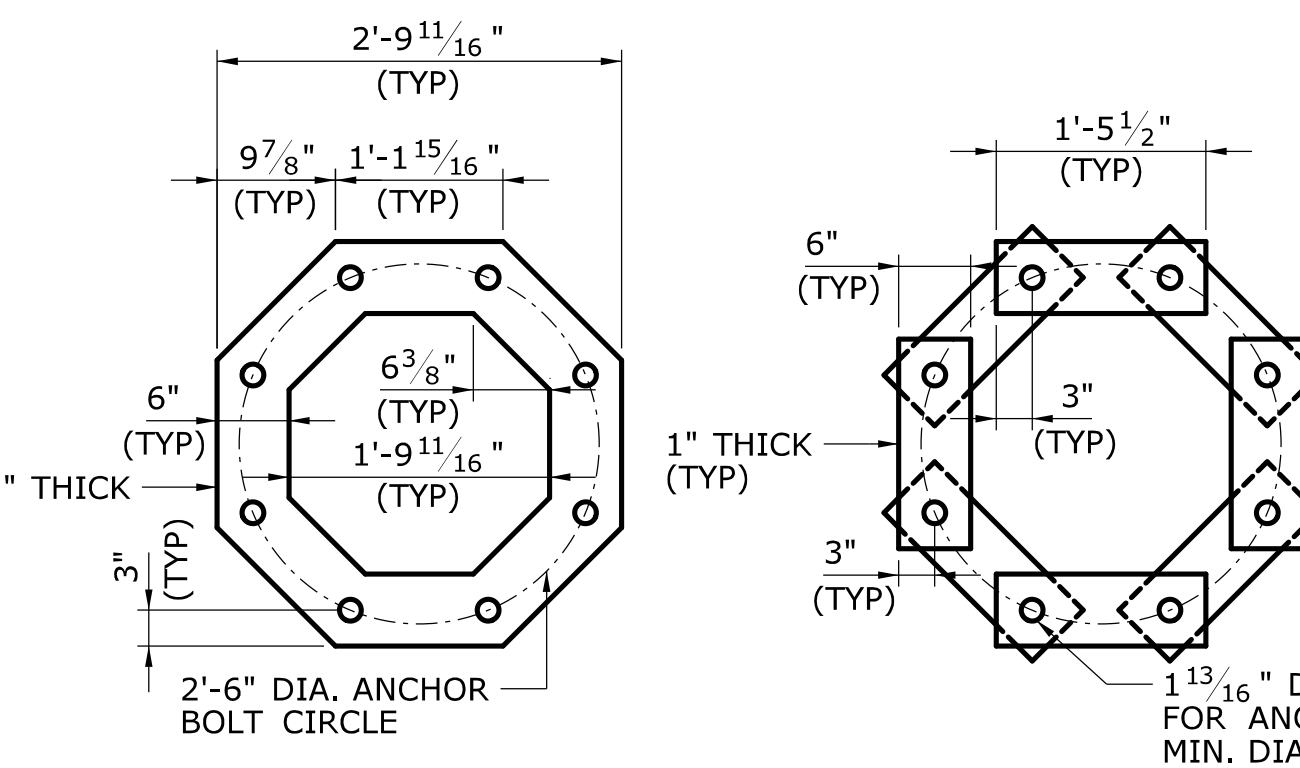 2'-9 11/16 "
(TYP)
9 7/8"
(TYP)
1'-1 15/16 "
(TYP)
6 3/8"
(TYP)
6"
(TYP)
1'-9 11/16 "
(TYP)
" THICK
3"
(TYP)
2'-6" DIA. ANCHOR
BOLT CIRCLE
1'-5 1/2"
(TYP)
6"
(TYP)
3"
(TYP)
1" THICK
(TYP)
3"
(TYP)
1 13/16 " D
FOR ANC
MIN. DIA